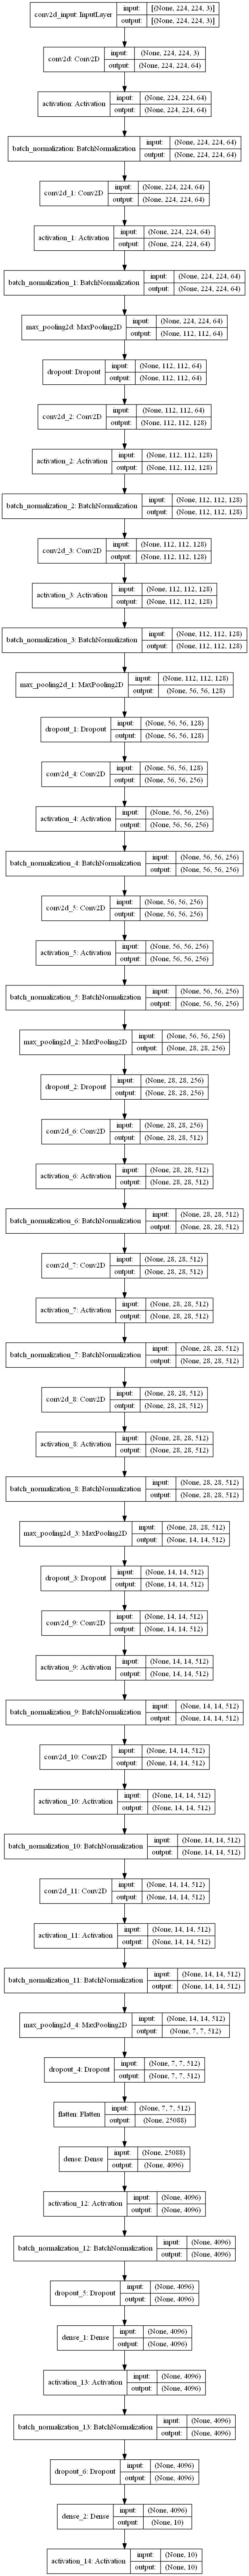 conv2d_input: InputLayer input: [(None, 224, 224, 3)]
output: [(None, 224, 224, 3)]
conv2d: Conv2D input: (None, 224, 224, 3)
output: (None, 224, 224, 64)
activation: Activation input: (None, 224, 224, 64)
output: (None, 224, 224, 64)
batch_normalization: BatchNormalization input: (None, 224, 224, 64)
output: (None, 224, 224, 64)
conv2d_1: Conv2D input: (None, 224, 224, 64)
output: (None, 224, 224, 64)
activation_1: Activation input: (None, 224, 224, 64)
output: (None, 224, 224, 64)
batch_normalization_1: BatchNormalization input: (None, 224, 224, 64)
output: (None, 224, 224, 64)
max_pooling2d: MaxPooling2D input: (None, 224, 224, 64)
output: (None, 112, 112, 64)
dropout: Dropout input: (None, 112, 112, 64)
output: (None, 112, 112, 64)
conv2d_2: Conv2D input: (None, 112, 112, 64)
output: (None, 112, 112, 128)
activation_2: Activation input: (None, 112, 112, 128)
output: (None, 112, 112, 128)
batch_normalization_2: BatchNormalization input: (None, 112, 112, 128)
output: (None, 112, 112, 128)
conv2d_3: Conv2D input: (None, 112, 112, 128)
output: (None, 112, 112, 128)
activation_3: Activation input: (None, 112, 112, 128)
output: (None, 112, 112, 128)
batch_normalization_3: BatchNormalization input: (None, 112, 112, 128)
output: (None, 112, 112, 128)
max_pooling2d_1: MaxPooling2D input: (None, 112, 112, 128)
output: (None, 56, 56, 128)
dropout_1: Dropout input: (None, 56, 56, 128)
output: (None, 56, 56, 128)
conv2d_4: Conv2D input: (None, 56, 56, 128)
output: (None, 56, 56, 256)
activation_4: Activation input: (None, 56, 56, 256)
output: (None, 56, 56, 256)
batch_normalization_4: BatchNormalization input: (None, 56, 56, 256)
output: (None, 56, 56, 256)
conv2d_5: Conv2D input: (None, 56, 56, 256)
output: (None, 56, 56, 256)
activation_5: Activation input: (None, 56, 56, 256)
output: (None, 56, 56, 256)
batch_normalization_5: BatchNormalization input: (None, 56, 56, 256)
output: (None, 56, 56, 256)
max_pooling2d_2: MaxPooling2D input: (None, 56, 56, 256)
output: (None, 28, 28, 256)
dropout_2: Dropout input: (None, 28, 28, 256)
output: (None, 28, 28, 256)
conv2d_6: Conv2D input: (None, 28, 28, 256)
output: (None, 28, 28, 512)
activation_6: Activation input: (None, 28, 28, 512)
output: (None, 28, 28, 512)
batch_normalization_6: BatchNormalization input: (None, 28, 28, 512)
output: (None, 28, 28, 512)
conv2d_7: Conv2D input: (None, 28, 28, 512)
output: (None, 28, 28, 512)
activation_7: Activation input: (None, 28, 28, 512)
output: (None, 28, 28, 512)
batch_normalization_7: BatchNormalization input: (None, 28, 28, 512)
output: (None, 28, 28, 512)
conv2d_8: Conv2D input: (None, 28, 28, 512)
output: (None, 28, 28, 512)
activation_8: Activation input: (None, 28, 28, 512)
output: (None, 28, 28, 512)
batch_normalization_8: BatchNormalization input: (None, 28, 28, 512)
output: (None, 28, 28, 512)
max_pooling2d_3: MaxPooling2D input: (None, 28, 28, 512)
output: (None, 14, 14, 512)
dropout_3: Dropout input: (None, 14, 14, 512)
output: (None, 14, 14, 512)
conv2d_9: Conv2D input: (None, 14, 14, 512)
output: (None, 14, 14, 512)
activation_9: Activation input: (None, 14, 14, 512)
output: (None, 14, 14, 512)
batch_normalization_9: BatchNormalization input: (None, 14, 14, 512)
output: (None, 14, 14, 512)
conv2d_10: Conv2D input: (None, 14, 14, 512)
output: (None, 14, 14, 512)
activation_10: Activation input: (None, 14, 14, 512)
output: (None, 14, 14, 512)
batch_normalization_10: BatchNormalization input: (None, 14, 14, 512)
output: (None, 14, 14, 512)
conv2d_11: Conv2D input: (None, 14, 14, 512)
output: (None, 14, 14, 512)
activation_11: Activation input: (None, 14, 14, 512)
output: (None, 14, 14, 512)
batch_normalization_11: BatchNormalization input: (None, 14, 14, 512)
output: (None, 14, 14, 512)
max_pooling2d_4: MaxPooling2D input: (None, 14, 14, 512)
output: (None, 7, 7, 512)
dropout_4: Dropout input: (None, 7, 7, 512)
output: (None, 7, 7, 512)
flatten: Flatten input: (None, 7, 7, 512)
output: (None, 25088)
dense: Dense input: (None, 25088)
output: (None, 4096)
activation_12: Activation input: (None, 4096)
output: (None, 4096)
batch_normalization_12: BatchNormalization input: (None, 4096)
output: (None, 4096)
dropout_5: Dropout input: (None, 4096)
output: (None, 4096)
dense_1: Dense input: (None, 4096)
output: (None, 4096)
activation_13: Activation input: (None, 4096)
output: (None, 4096)
batch_normalization_13: BatchNormalization input: (None, 4096)
output: (None, 4096)
dropout_6: Dropout input: (None, 4096)
output: (None, 4096)
dense_2: Dense input: (None, 4096)
output: (None, 10)
activation_14: Activation input: (None, 10)
output: (None, 10)